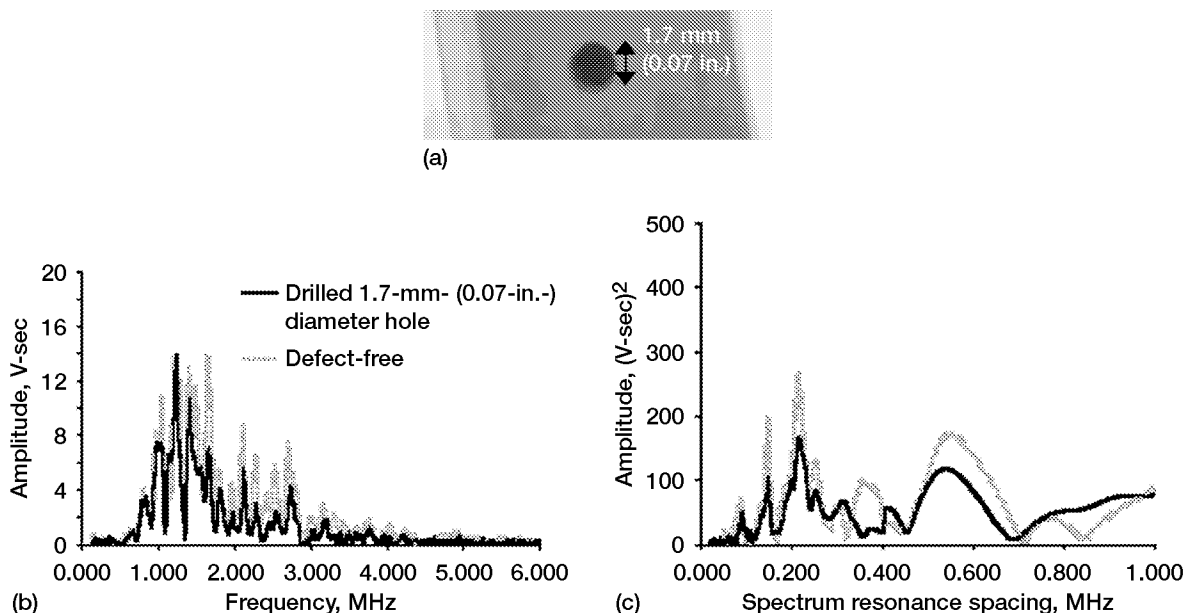 1.7 mm
(0.07 in.)
(a)
20
16
12
8
4
0
Amplitude, V-sec
Drilled 1.7-mm- (0.07-in.-)
diameter hole
Defect-free
0.000 1.000 2.000 3.000 4.000 5.000 6.000
(b)
Frequency, MHz
500
400
300
200
100
0
Amplitude, (V-sec)²
0.000 0.200 0.400 0.600 0.800 1.000
(c)
Spectrum resonance spacing, MHz